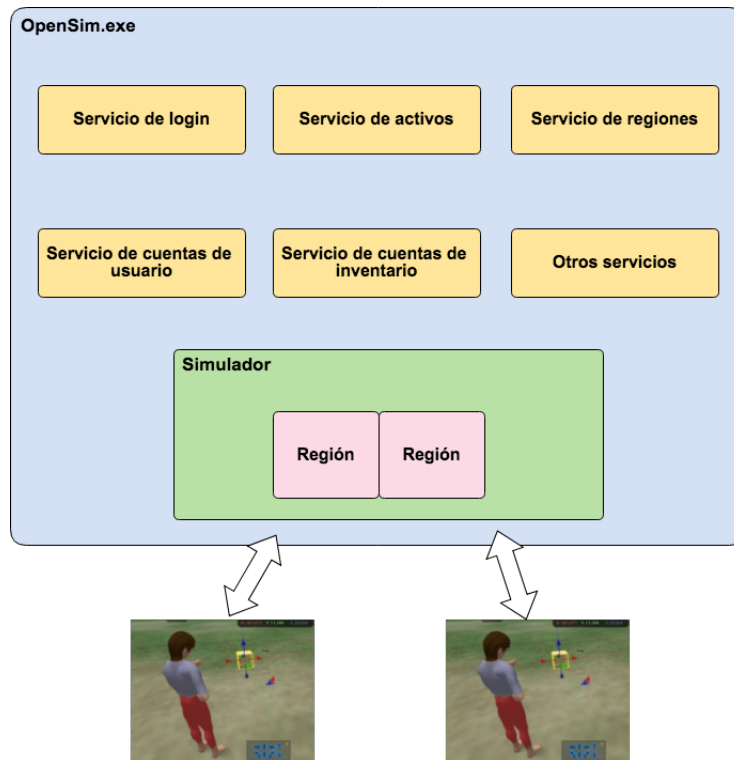 OpenSim.exe
Servicio de login
Servicio de activos
Servicio de regiones
Servicio de cuentas de
usuario
Servicio de cuentas de
inventario
Otros servicios
Simulador
Región
Región